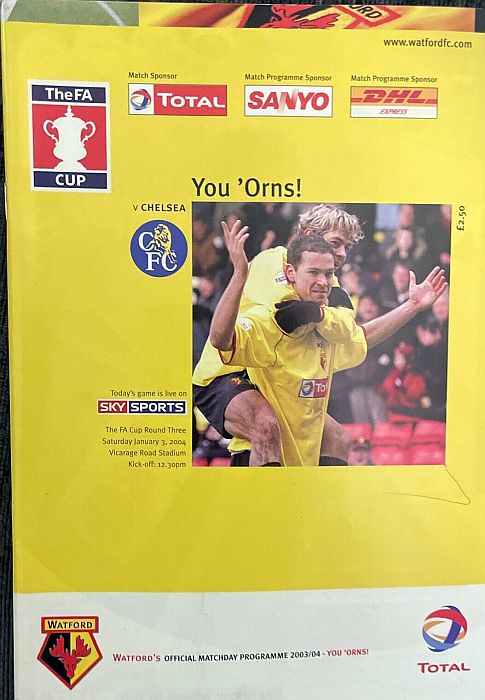 www.watfordfc.com
Match Sponsor
Match Programme Sponsor
Match Programme Sponsor
TOTAL
SANYO
DHL
EXPRESS
The FA
CUP
You 'Orns!
v CHELSEA
CFC
£2.50
TOTAL
Today's game is live on
SKY SPORTS
The FA Cup Round Three
Saturday January 3, 2004
Vicarage Road Stadium
Kick-off: 12.30pm
WATFORD
WATFORD'S OFFICIAL MATCHDAY PROGRAMME 2003/04 - YOU 'ORNS!
TOTAL